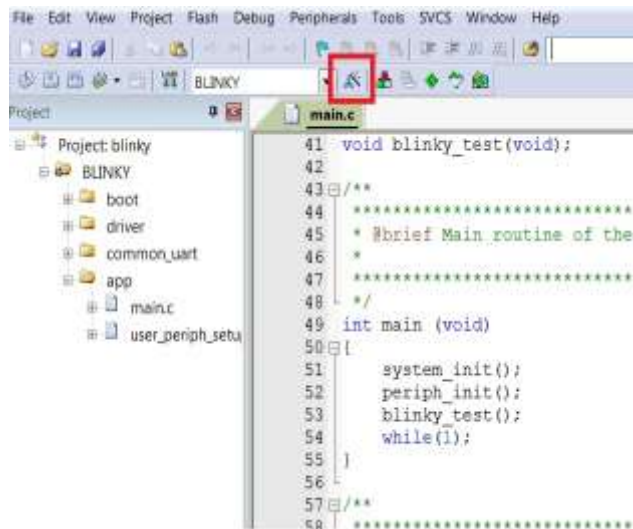 File Edit View Project Flash Debug Peripherals Tools SVCS Window Help
BLINKY
Project
main.c
Project: blinky
BLINKY
boot
driver
common_uart
app
main.c
user_periph_setu
41 void blinky_test(void);
42
43 /**
44 ****************************
45 * @brief Main routine of the
46 *
47 ****************************
48 */
49 int main (void)
50 {
51 system_init();
52 periph_init();
53 blinky_test();
54 while(1);
55 }
56
57 /**
58 ****************************